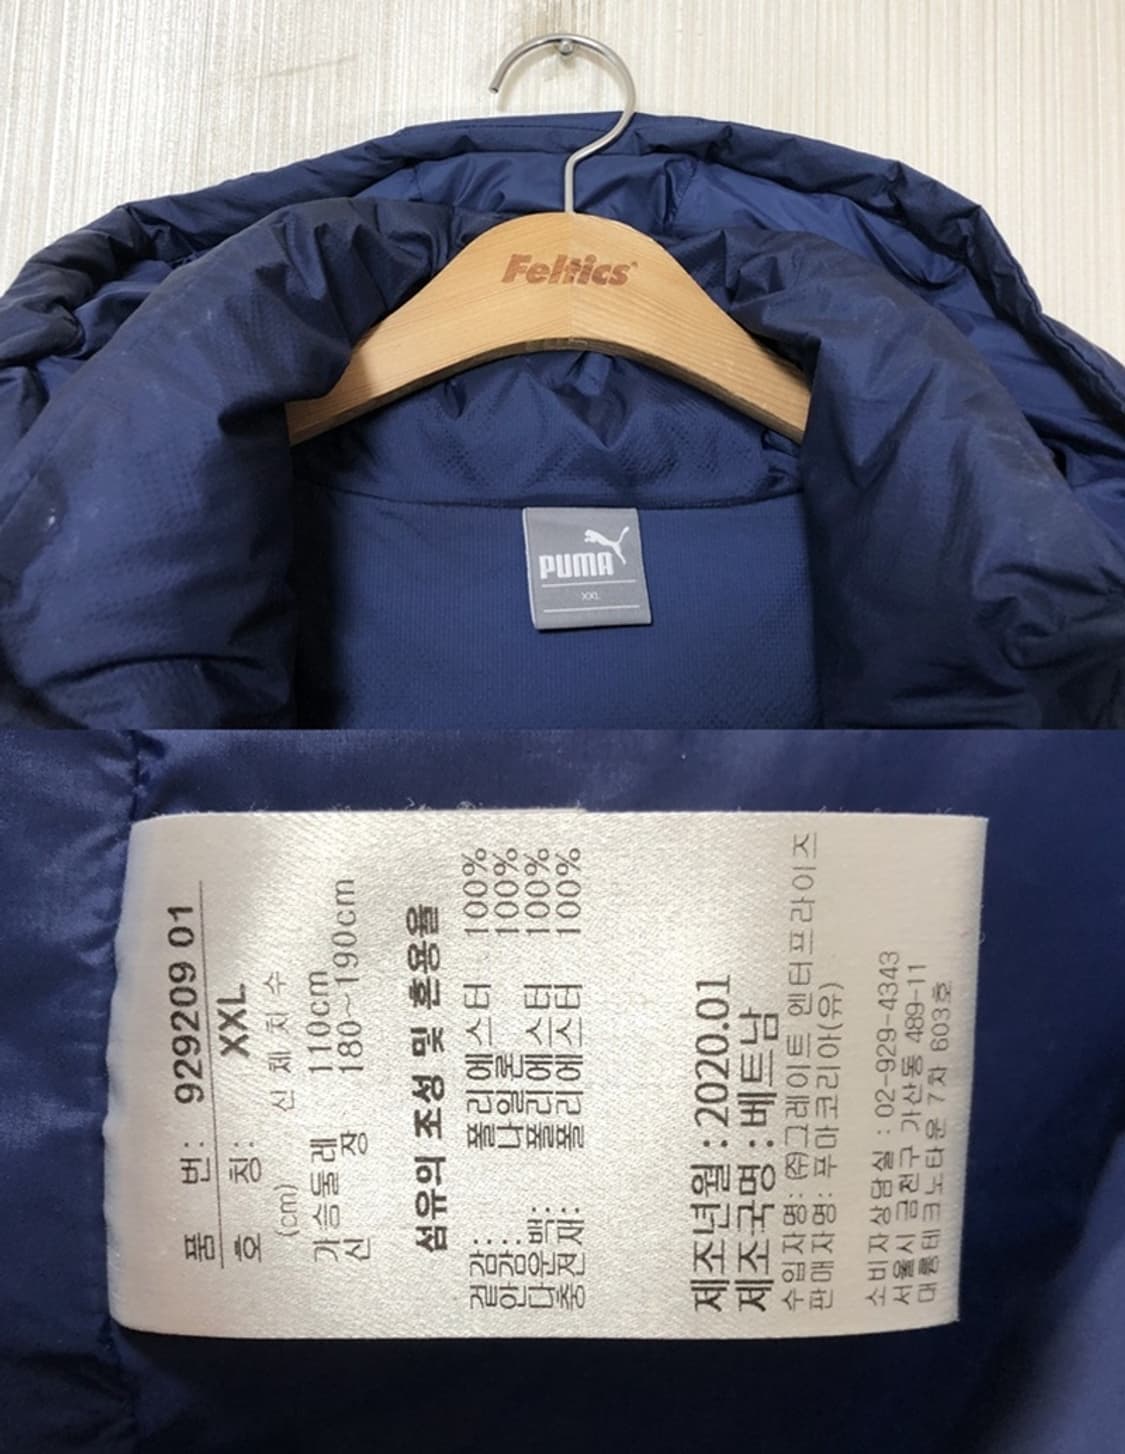 Feltics
PUMA
XXL
품 번: 929209 01
호 칭: XXL
(cm) 신체치수
가슴둘레 110cm
신 장 180~190cm
섬유의 조성 및 혼용율
겉감: 폴리에스터 100%
안감: 나일론 100%
다운백: 폴리에스터 100%
충전재: 폴리에스터 100%
제조년월 : 2020.01
제조국명 : 베트남
수입자명 : ㈜그레이트 엔터프라이즈
판매자명 : 푸마코리아(유)
소비자상담실 : 02-929-4343
서울시 금천구 가산동 489-11
대륭테크노타운 7차 603호